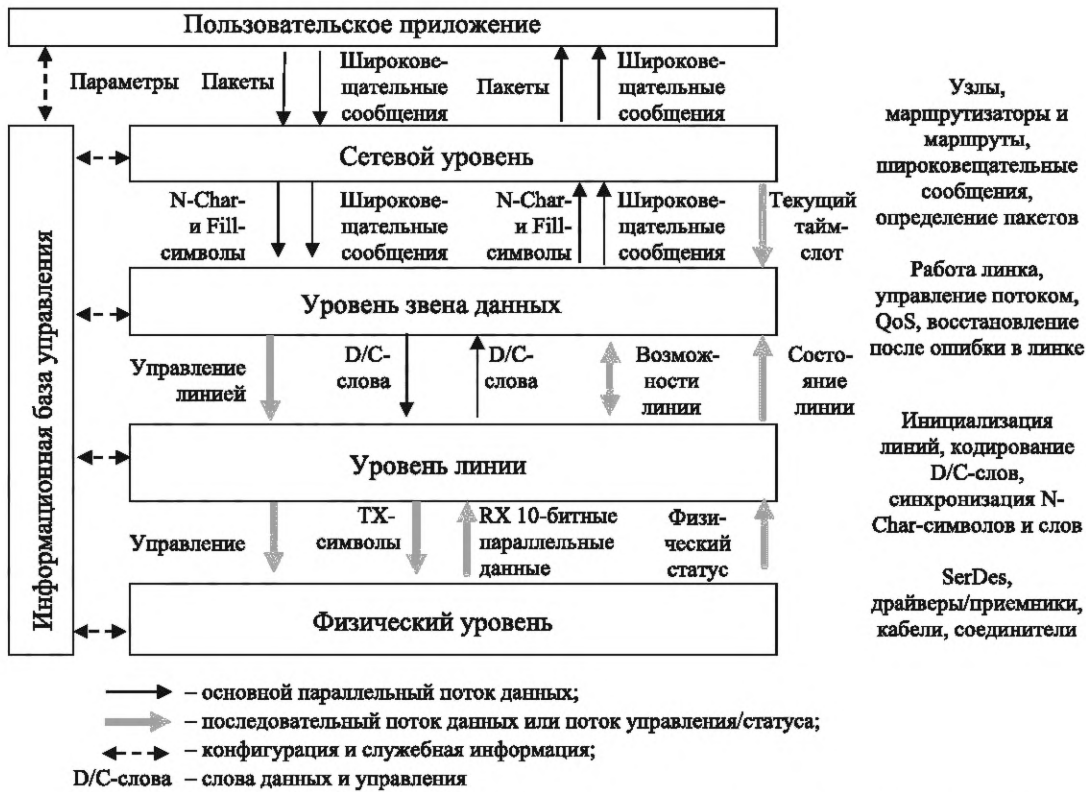 Пользовательское приложение
Параметры
Пакеты
Широкове-
щательные
сообщения
Пакеты
Широкове-
щательные
сообщения
Сетевой уровень
Узлы,
маршрутизаторы и
маршруты,
широковещательные
сообщения,
определение пакетов
N-Char-
и Fill-
символы
Широкове-
щательные
сообщения
N-Char-
и Fill-
символы
Широкове-
щательные
сообщения
Текущий
тайм-
слот
Информационная база управления
Уровень звена данных
Работа линка,
управление потоком,
QoS, восстановление
после ошибки в линке
Управление
линией
D/C-
слова
D/C-
слова
Возмож-
ности
линии
Состо-
яние
линии
Уровень линии
Инициализация
линий, кодирование
D/C-слов,
синхронизация N-
Char-символов и слов
Управление
TX-
символы
RX 10-битные
параллельные
данные
Физи-
ческий
статус
Физический уровень
SerDes,
драйверы/приемники,
кабели, соединители
– основной параллельный поток данных;
– последовательный поток данных или поток управления/статуса;
– конфигурация и служебная информация;
D/C-слова – слова данных и управления